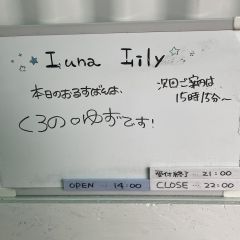 Luna Lily
本日のおるすばんは、
くろのゆずです!
次回ご案内は
15時15分〜
受付終了 … 21:00
OPEN … 14:00
CLOSE … 22:00